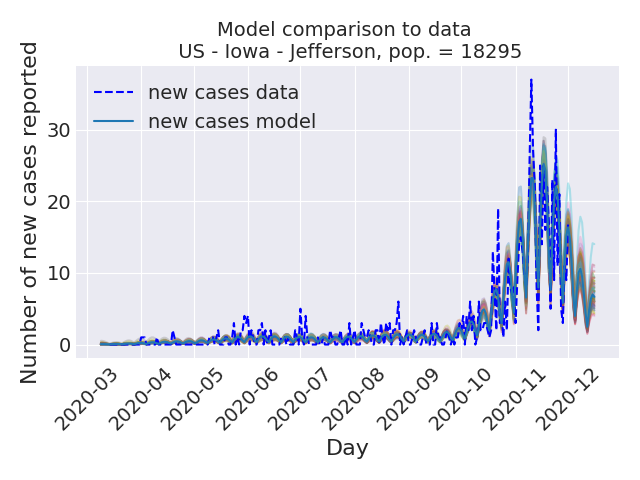 Model comparison to data
US - Iowa - Jefferson, pop. = 18295
Number of new cases reported
new cases data
new cases model
30
20
10
0
2020-03
2020-04
2020-05
2020-06
2020-07
2020-08
2020-09
2020-10
2020-11
2020-12
Day